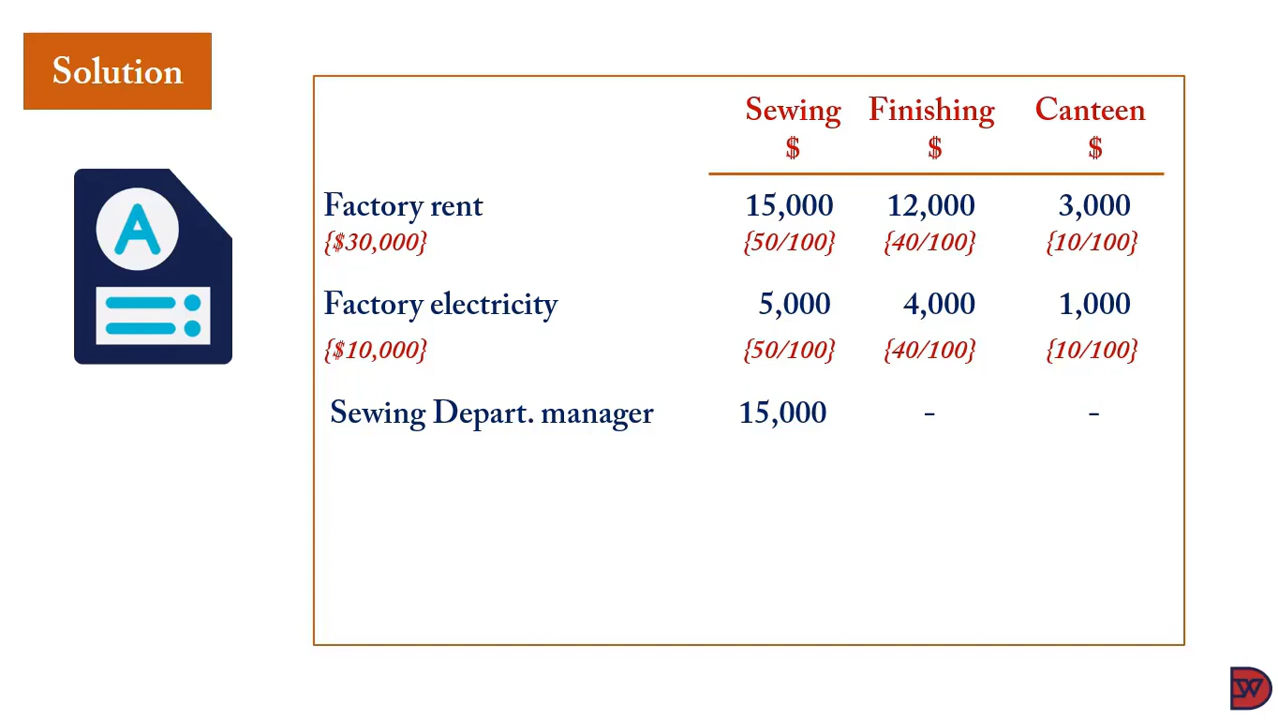 Solution
Sewing Finishing Canteen
$ $ $
Factory rent 15,000 12,000 3,000
{$30,000} {50/100} {40/100} {10/100}
Factory electricity 5,000 4,000 1,000
{$10,000} {50/100} {40/100} {10/100}
Sewing Depart. manager 15,000 - -
A
W